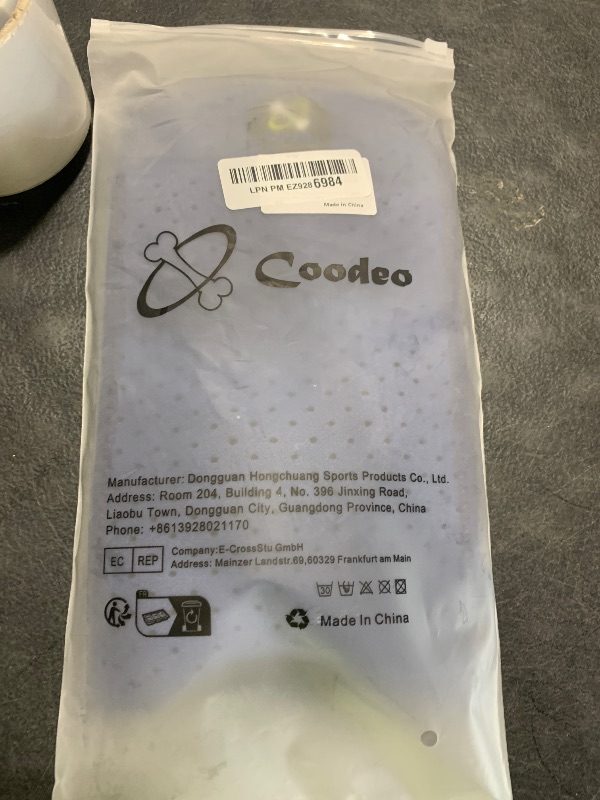 LPN PM EZ928 6984
Made in China
Coodeo
Manufacturer: Dongguan Hongchuang Sports Products Co., Ltd.
Address: Room 204, Building 4, No. 396 Jinxing Road,
Liaobu Town, Dongguan City, Guangdong Province, China
Phone: +8613928021170
EC REP
Company:E-CrossStu GmbH
Address: Mainzer Landstr.69,60329 Frankfurt am Main
30
FR
Made In China